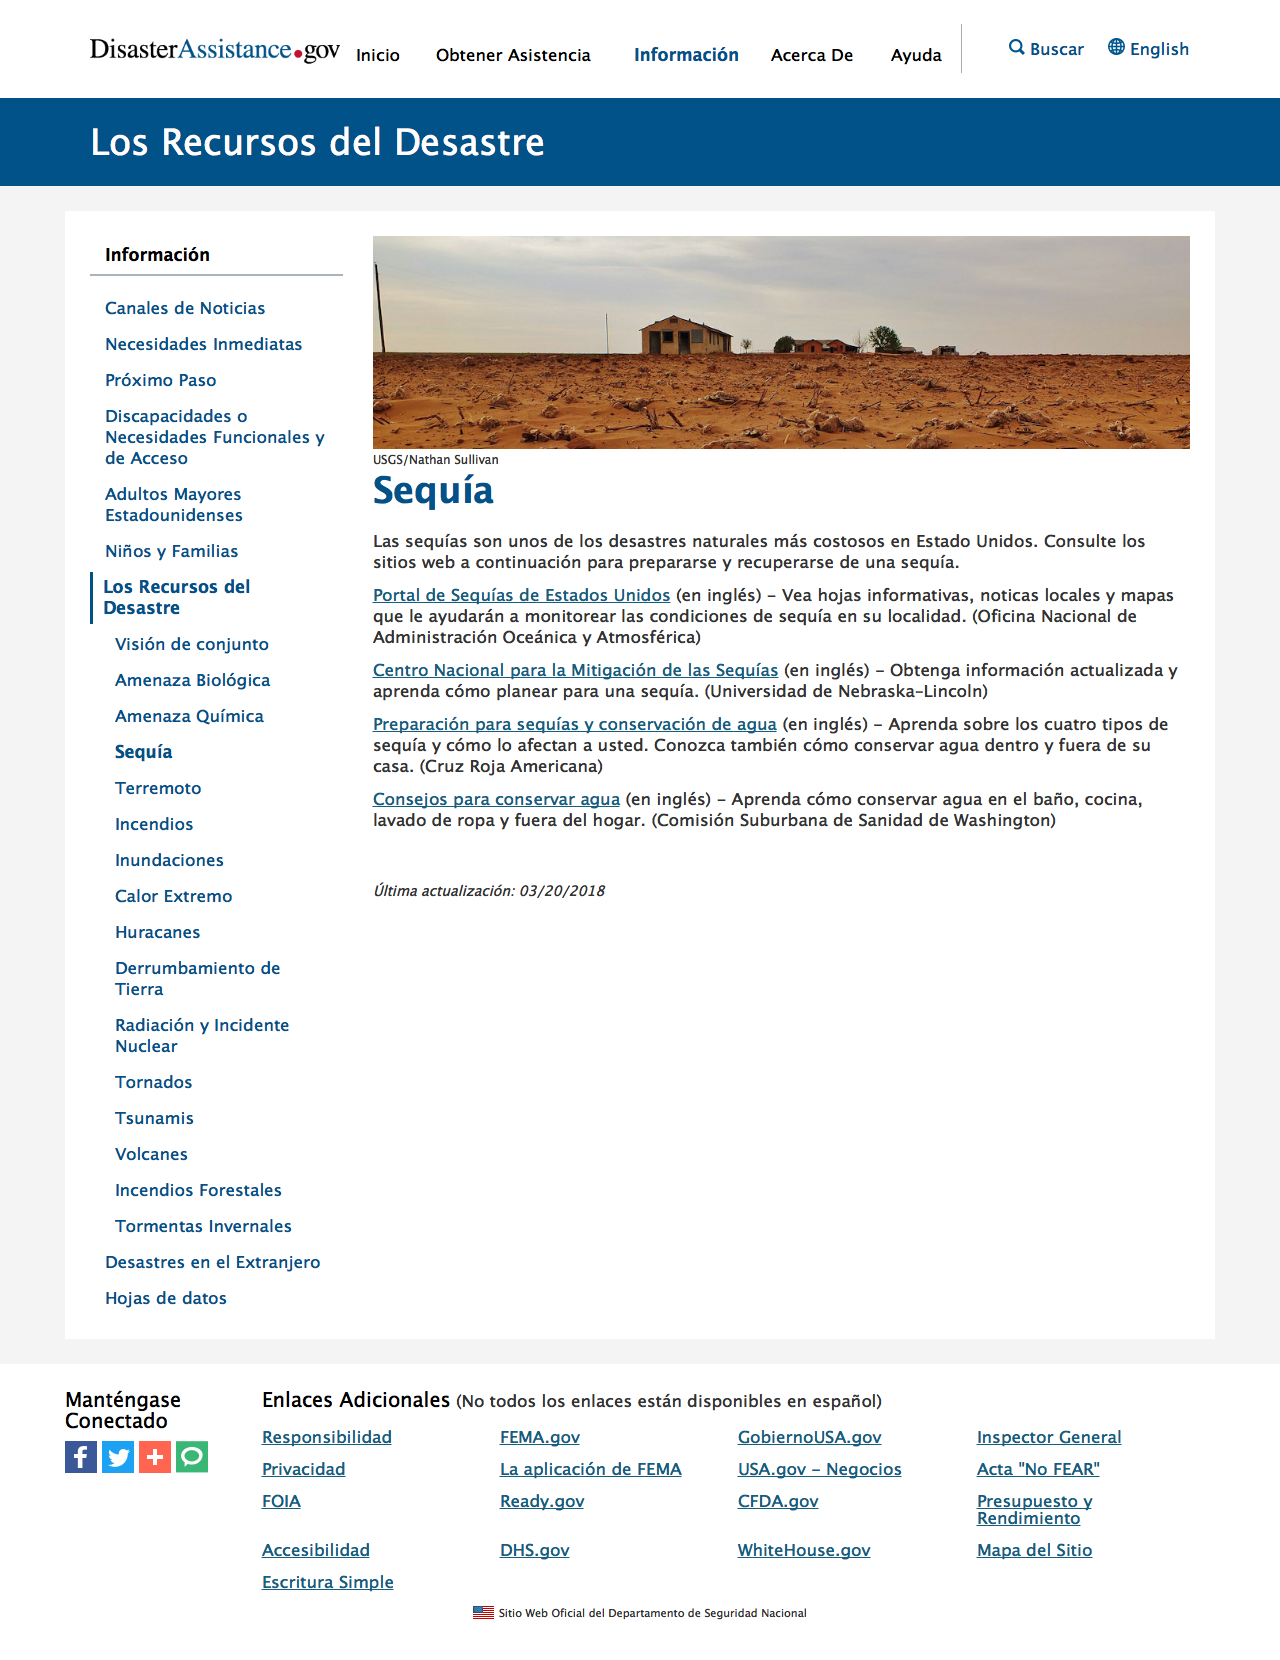 DisasterAssistance.gov
Inicio
Obtener Asistencia
Información
Acerca De
Ayuda
Buscar
English
Los Recursos del Desastre
Información
Canales de Noticias
Necesidades Inmediatas
Próximo Paso
Discapacidades o
Necesidades Funcionales y
de Acceso
Adultos Mayores
Estadounidenses
Niños y Familias
Los Recursos del
Desastre
Visión de conjunto
Amenaza Biológica
Amenaza Química
Sequía
Terremoto
Incendios
Inundaciones
Calor Extremo
Huracanes
Derrumbamiento de
Tierra
Radiación y Incidente
Nuclear
Tornados
Tsunamis
Volcanes
Incendios Forestales
Tormentas Invernales
Desastres en el Extranjero
Hojas de datos
USGS/Nathan Sullivan
Sequía
Las sequías son unos de los desastres naturales más costosos en Estado Unidos. Consulte los
sitios web a continuación para prepararse y recuperarse de una sequía.
Portal de Sequías de Estados Unidos (en inglés) – Vea hojas informativas, noticas locales y mapas
que le ayudarán a monitorear las condiciones de sequía en su localidad. (Oficina Nacional de
Administración Oceánica y Atmosférica)
Centro Nacional para la Mitigación de las Sequías (en inglés) – Obtenga información actualizada y
aprenda cómo planear para una sequía. (Universidad de Nebraska-Lincoln)
Preparación para sequías y conservación de agua (en inglés) – Aprenda sobre los cuatro tipos de
sequía y cómo lo afectan a usted. Conozca también cómo conservar agua dentro y fuera de su
casa. (Cruz Roja Americana)
Consejos para conservar agua (en inglés) – Aprenda cómo conservar agua en el baño, cocina,
lavado de ropa y fuera del hogar. (Comisión Suburbana de Sanidad de Washington)
Última actualización: 03/20/2018
Manténgase
Conectado
Enlaces Adicionales (No todos los enlaces están disponibles en español)
Responsibilidad
FEMA.gov
GobiernoUSA.gov
Inspector General
Privacidad
La aplicación de FEMA
USA.gov – Negocios
Acta "No FEAR"
FOIA
Ready.gov
CFDA.gov
Presupuesto y
Rendimiento
Accesibilidad
DHS.gov
WhiteHouse.gov
Mapa del Sitio
Escritura Simple
Sitio Web Oficial del Departamento de Seguridad Nacional